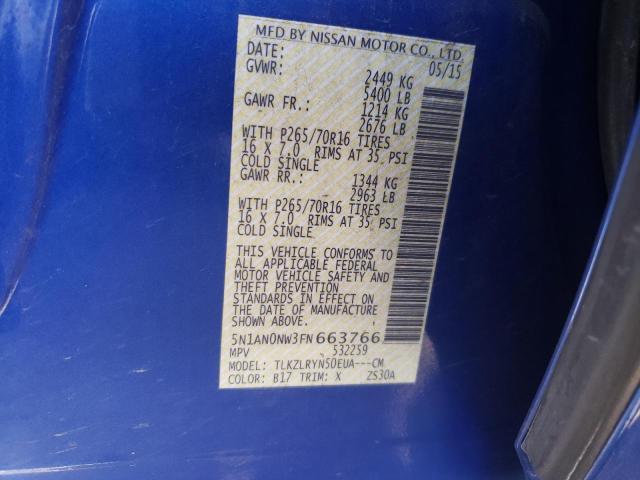 MFD BY NISSAN MOTOR CO., LTD.
DATE: 05/15
GVWR: 2449 KG
5400 LB
GAWR FR.: 1214 KG
2676 LB
WITH P265/70R16 TIRES
16 X 7.0 RIMS AT 35 PSI
COLD SINGLE
GAWR RR.: 1344 KG
2963 LB
WITH P265/70R16 TIRES
16 X 7.0 RIMS AT 35 PSI
COLD SINGLE
THIS VEHICLE CONFORMS TO
ALL APPLICABLE FEDERAL
MOTOR VEHICLE SAFETY AND
THEFT PREVENTION
STANDARDS IN EFFECT ON
THE DATE OF MANUFACTURE
SHOWN ABOVE.
5N1AN0NW3FN663766
MPV 532259
MODEL: TLKZLRYN50EUA---CM
COLOR: B17 TRIM: X ZS30A